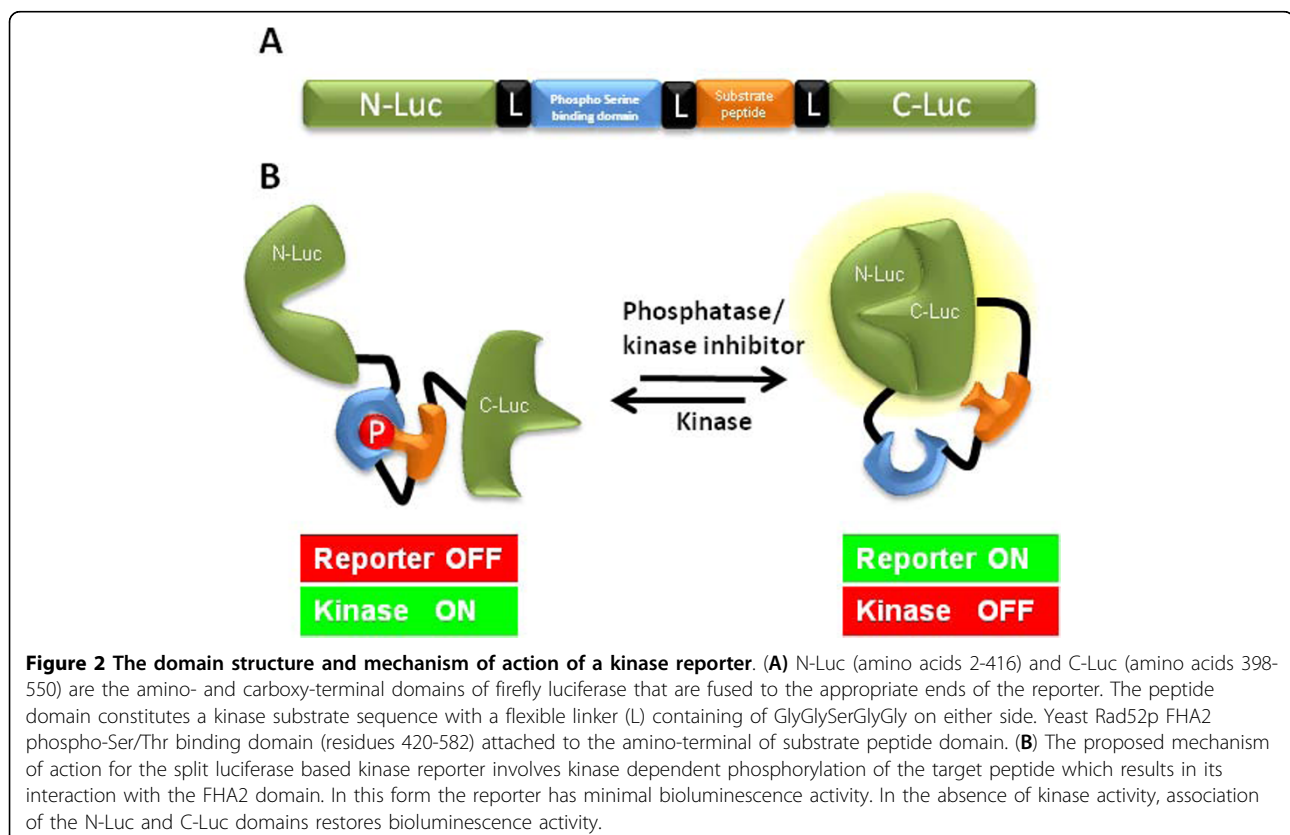 A
N-Luc
L
Phospho Serine
binding domain
L
Substrate
peptide
L
C-Luc
B
N-Luc
P
C-Luc
Phosphatase/
kinase inhibitor
Kinase
N-Luc
C-Luc
Reporter OFF
Kinase ON
Reporter ON
Kinase OFF
Figure 2 The domain structure and mechanism of action of a kinase reporter. (A) N-Luc (amino acids 2-416) and C-Luc (amino acids 398-
550) are the amino- and carboxy-terminal domains of firefly luciferase that are fused to the appropriate ends of the reporter. The peptide
domain constitutes a kinase substrate sequence with a flexible linker (L) containing of GlyGlySerGlyGly on either side. Yeast Rad52p FHA2
phospho-Ser/Thr binding domain (residues 420-582) attached to the amino-terminal of substrate peptide domain. (B) The proposed mechanism
of action for the split luciferase based kinase reporter involves kinase dependent phosphorylation of the target peptide which results in its
interaction with the FHA2 domain. In this form the reporter has minimal bioluminescence activity. In the absence of kinase activity, association
of the N-Luc and C-Luc domains restores bioluminescence activity.